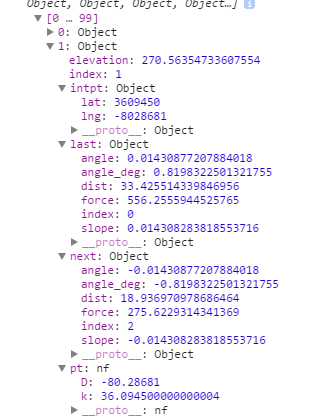 Object, Object, Object, Object…]
[0 … 99]
0: Object
1: Object
elevation: 270.56354733607554
index: 1
intpt: Object
lat: 3609450
lng: -8028681
__proto__: Object
last: Object
angle: 0.01430877207884018
angle_deg: 0.8198322501321755
dist: 33.425514339846956
force: 556.2555944525765
index: 0
slope: 0.014308283818553716
__proto__: Object
next: Object
angle: -0.01430877207884018
angle_deg: -0.8198322501321755
dist: 18.936970978686464
force: 275.6229314341369
index: 2
slope: -0.014308283818553716
__proto__: Object
pt: nf
D: -80.28681
k: 36.094500000000004
__proto__: nf